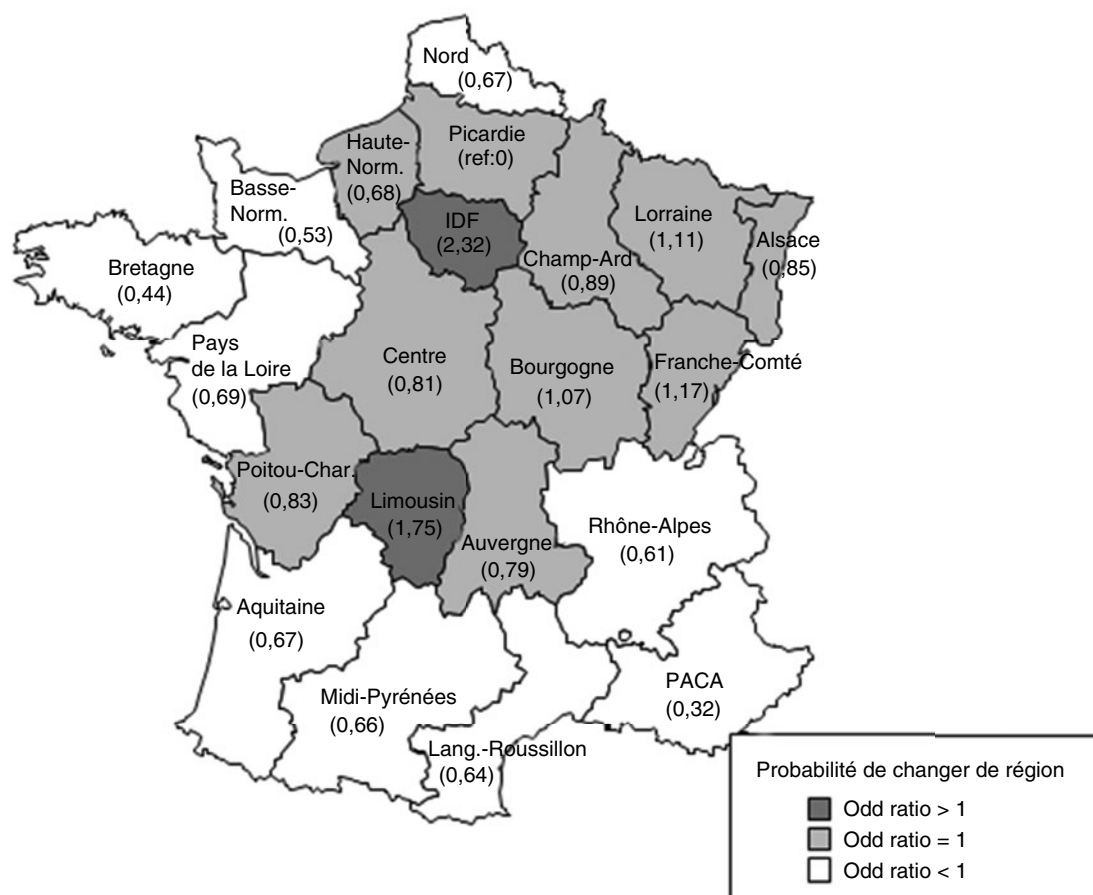 Nord
(0,67)
Picardie
(ref:0)
Haute-
Norm.
(0,68)
Basse-
Norm.
(0,53)
IDF
(2,32)
Lorraine
(1,11)
Alsace
(0,85)
Champ-Ard
(0,89)
Bretagne
(0,44)
Pays
de la Loire
(0,69)
Centre
(0,81)
Bourgogne
(1,07)
Franche-Comté
(1,17)
Poitou-Char.
(0,83)
Limousin
(1,75)
Auvergne
(0,79)
Rhône-Alpes
(0,61)
Aquitaine
(0,67)
Midi-Pyrénées
(0,66)
Lang.-Roussillon
(0,64)
PACA
(0,32)
Probabilité de changer de région
Odd ratio > 1
Odd ratio = 1
Odd ratio < 1